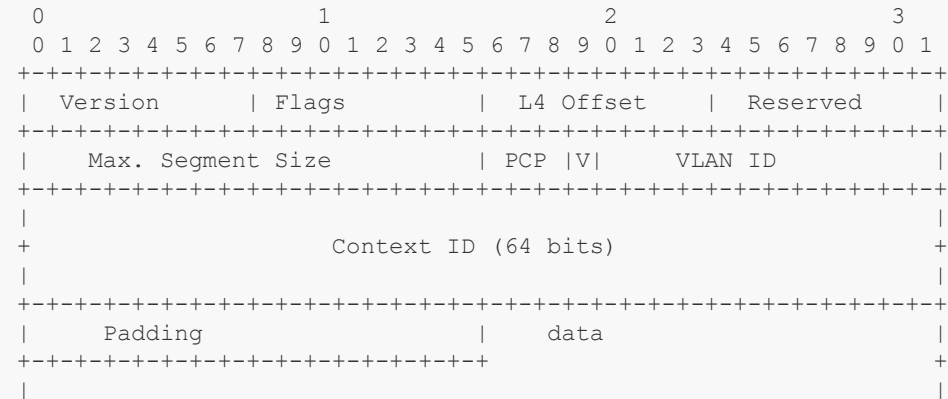 0                   1                   2                   3
 0 1 2 3 4 5 6 7 8 9 0 1 2 3 4 5 6 7 8 9 0 1 2 3 4 5 6 7 8 9 0 1
+-+-+-+-+-+-+-+-+-+-+-+-+-+-+-+-+-+-+-+-+-+-+-+-+-+-+-+-+-+-+-+-+
|  Version      | Flags         |  L4 Offset    |  Reserved     |
+-+-+-+-+-+-+-+-+-+-+-+-+-+-+-+-+-+-+-+-+-+-+-+-+-+-+-+-+-+-+-+-+
|    Max. Segment Size          | PCP |V|     VLAN ID           |
+-+-+-+-+-+-+-+-+-+-+-+-+-+-+-+-+-+-+-+-+-+-+-+-+-+-+-+-+-+-+-+-+
|                                                               |
+                     Context ID (64 bits)                      +
|                                                               |
+-+-+-+-+-+-+-+-+-+-+-+-+-+-+-+-+-+-+-+-+-+-+-+-+-+-+-+-+-+-+-+-+
|     Padding                   |    data                       |
+-+-+-+-+-+-+-+-+-+-+-+-+-+-+-+-+                               +
|                                                               |